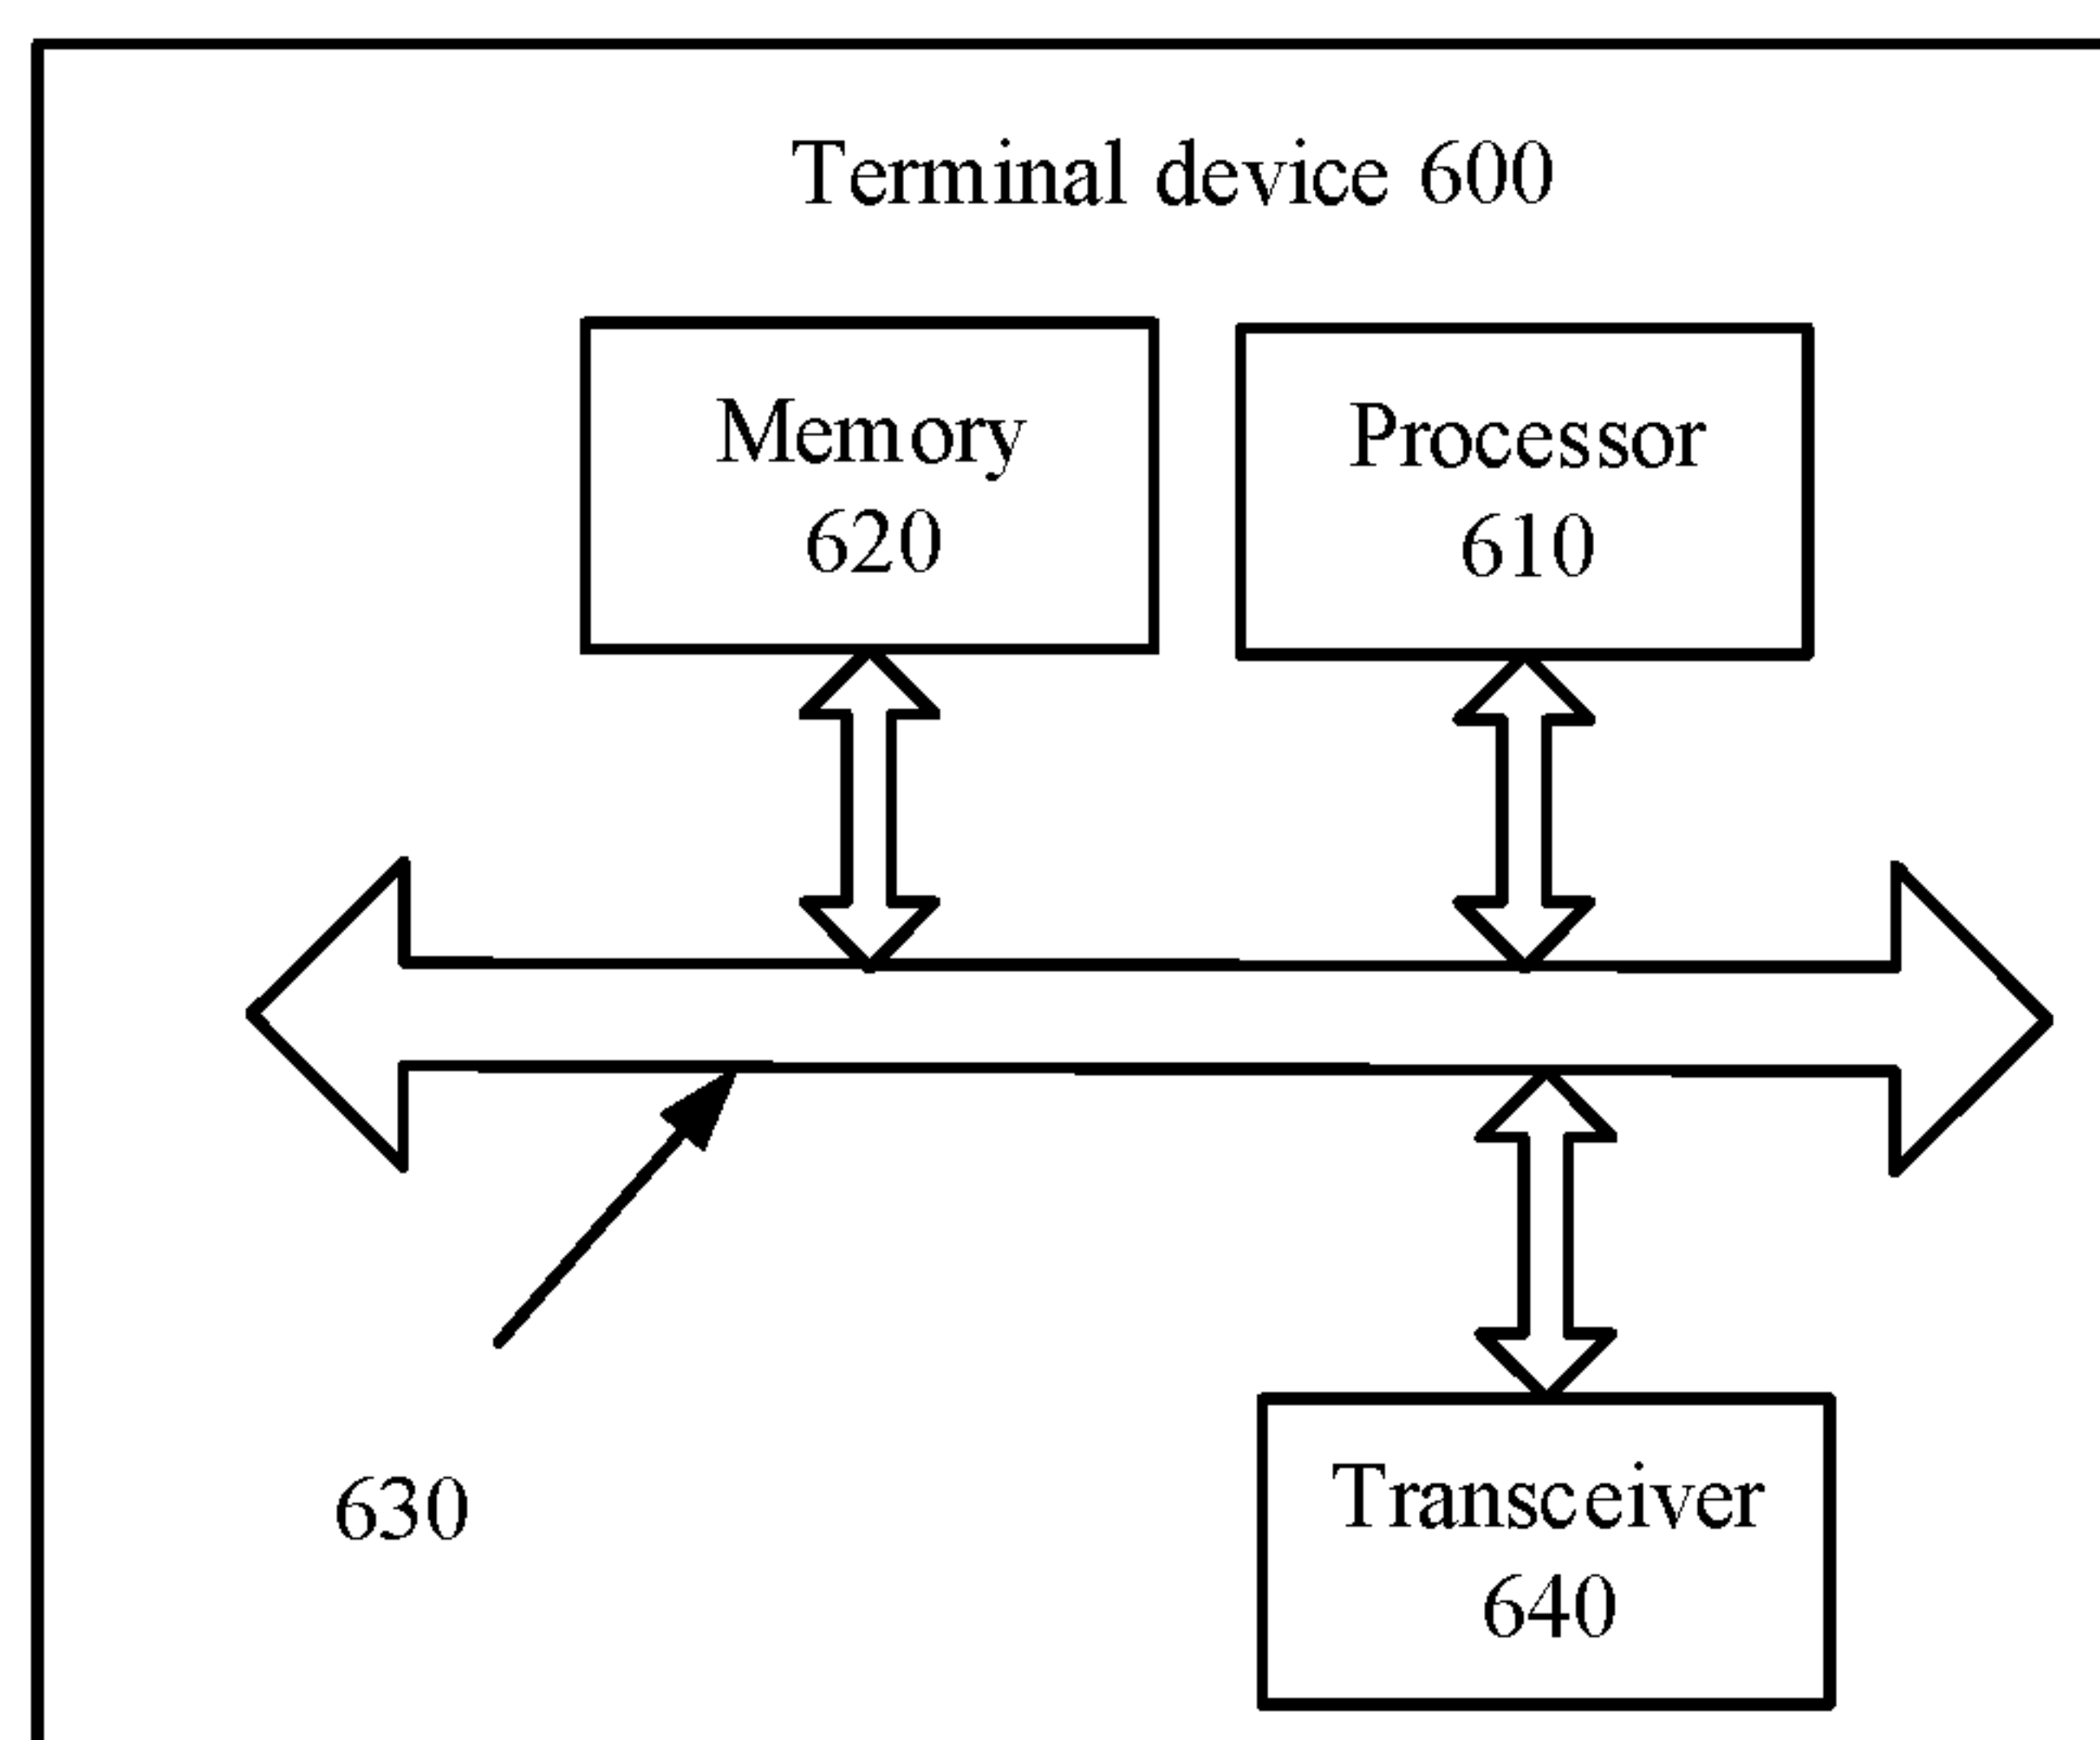 Terminal device 600
Memory
620
Processor
610
630
Transceiver
640